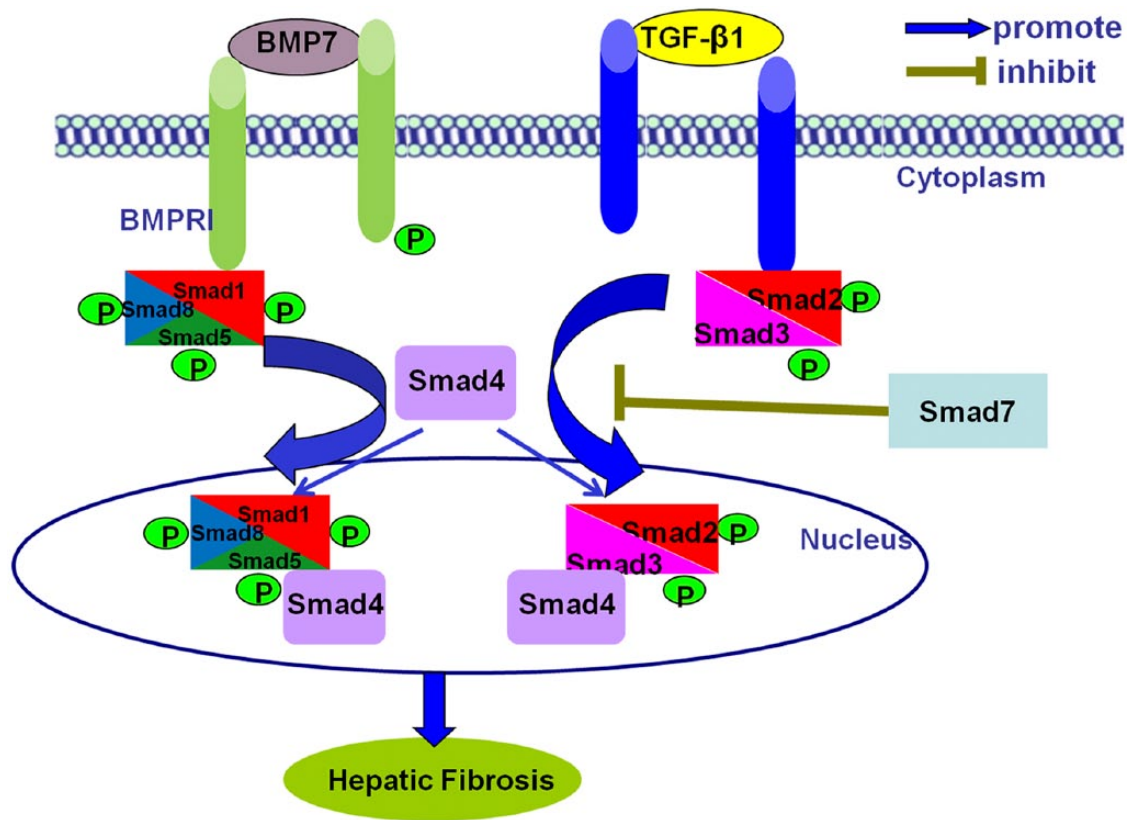 BMP7
TGF-β1
promote
inhibit
Cytoplasm
BMPRI
P
Smad1
Smad8
Smad5
P
P
P
Smad2
Smad3
P
P
Smad4
Smad7
Smad1
Smad8
Smad5
P
P
P
Smad4
Smad2
Smad3
P
P
Smad4
Nucleus
Hepatic Fibrosis